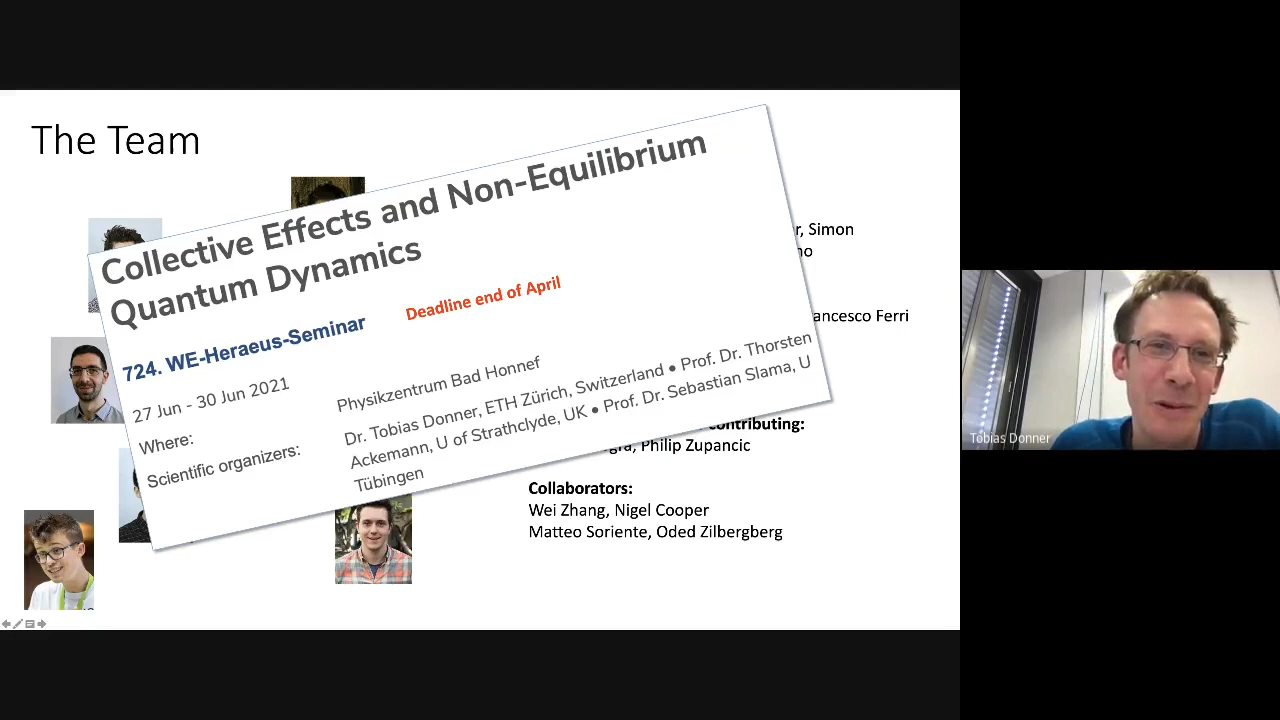 The Team
Collective Effects and Non-Equilibrium
Quantum Dynamics
Deadline end of April
724. WE-Heraeus-Seminar
27 Jun - 30 Jun 2021
Where:
Physikzentrum Bad Honnef
Scientific organizers:
Dr. Tobias Donner, ETH Zürich, Switzerland • Prof. Dr. Thorsten
Ackemann, U of Strathclyde, UK • Prof. Dr. Sebastian Slama, U
Tübingen
Simon
Ferri
contributing:
Philip Zupancic
Collaborators:
Wei Zhang, Nigel Cooper
Matteo Soriente, Oded Zilbergberg
Tobias Donner